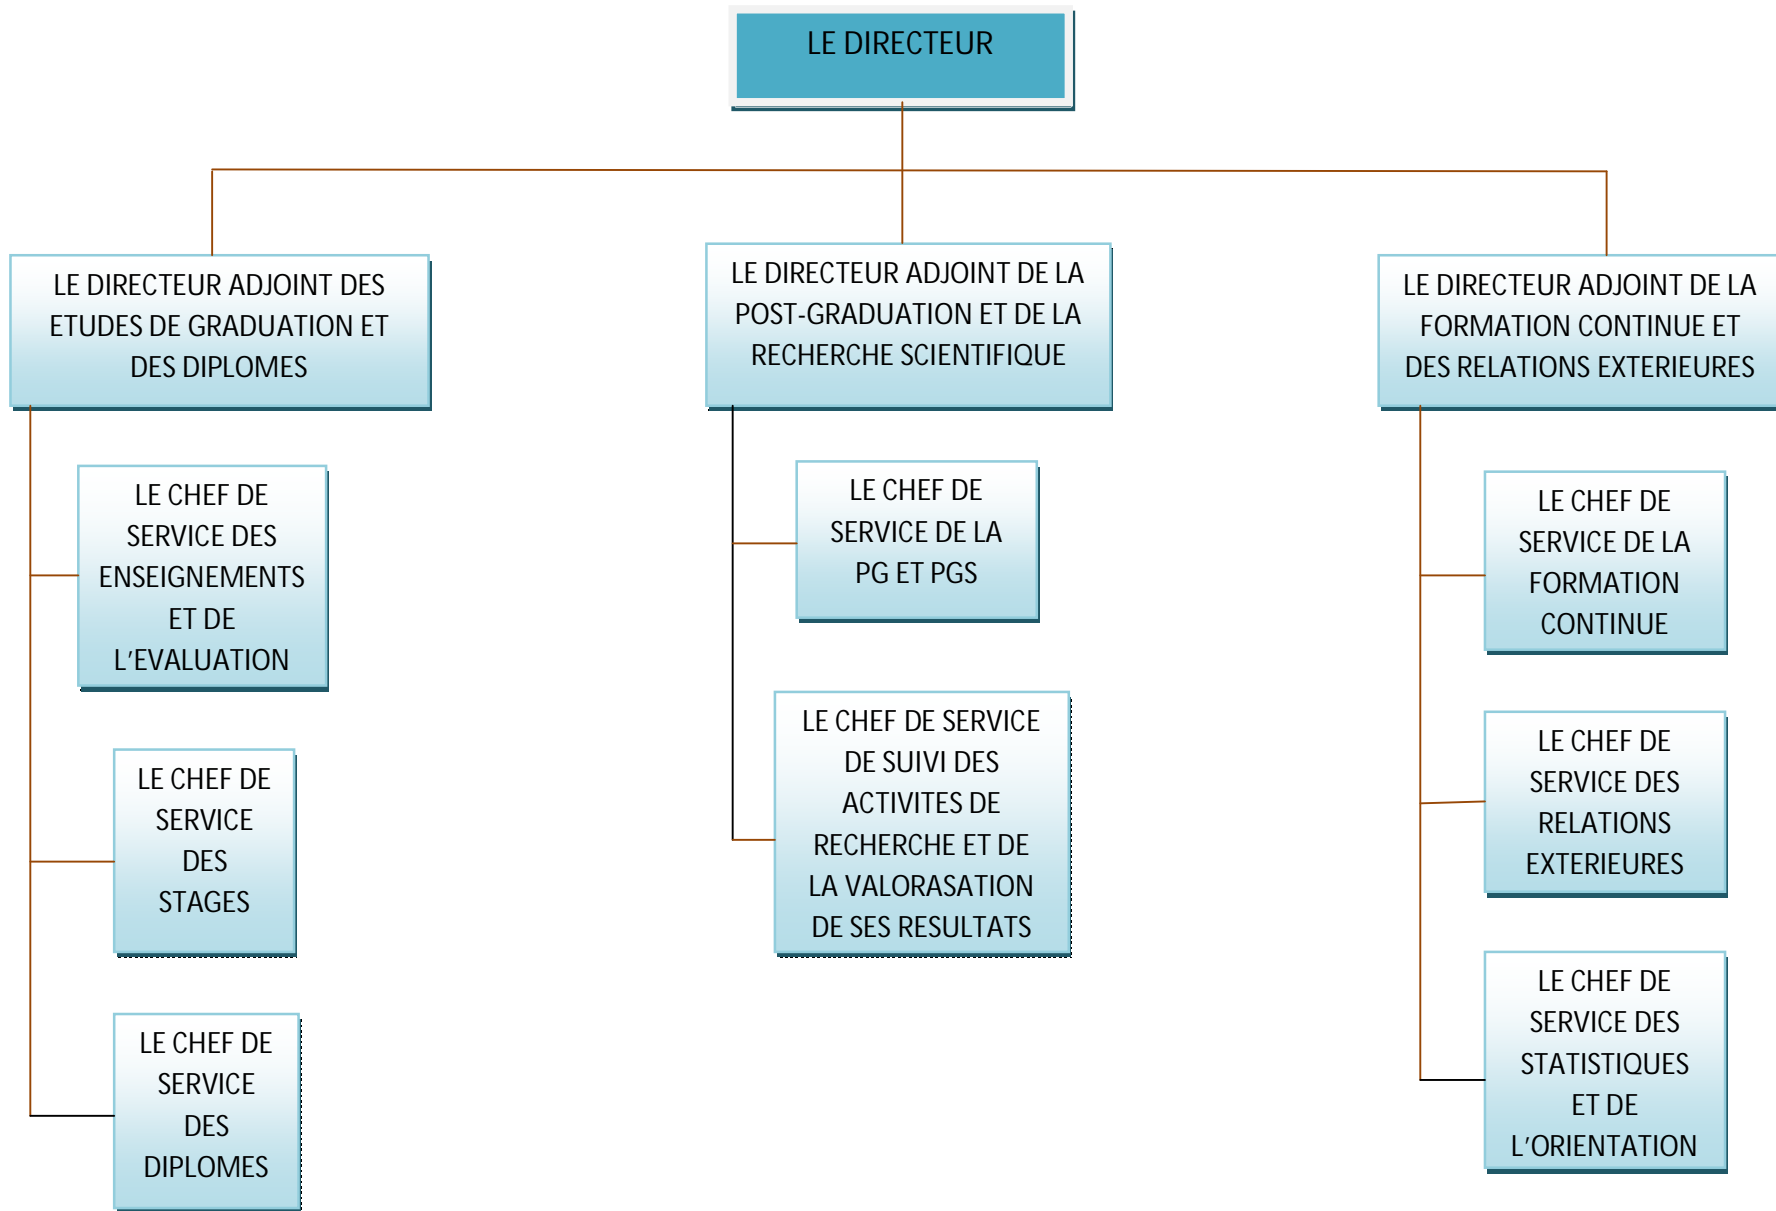 LE DIRECTEUR
LE DIRECTEUR ADJOINT DES
ETUDES DE GRADUATION ET
DES DIPLOMES
LE DIRECTEUR ADJOINT DE LA
POST-GRADUATION ET DE LA
RECHERCHE SCIENTIFIQUE
LE DIRECTEUR ADJOINT DE LA
FORMATION CONTINUE ET
DES RELATIONS EXTERIEURES
LE CHEF DE
SERVICE DES
ENSEIGNEMENTS
ET DE
L'EVALUATION
LE CHEF DE
SERVICE
DES
STAGES
LE CHEF DE
SERVICE
DES
DIPLOMES
LE CHEF DE
SERVICE DE LA
PG ET PGS
LE CHEF DE SERVICE
DE SUIVI DES
ACTIVITES DE
RECHERCHE ET DE
LA VALORASATION
DE SES RESULTATS
LE CHEF DE
SERVICE DE LA
FORMATION
CONTINUE
LE CHEF DE
SERVICE DES
RELATIONS
EXTERIEURES
LE CHEF DE
SERVICE DES
STATISTIQUES
ET DE
L'ORIENTATION